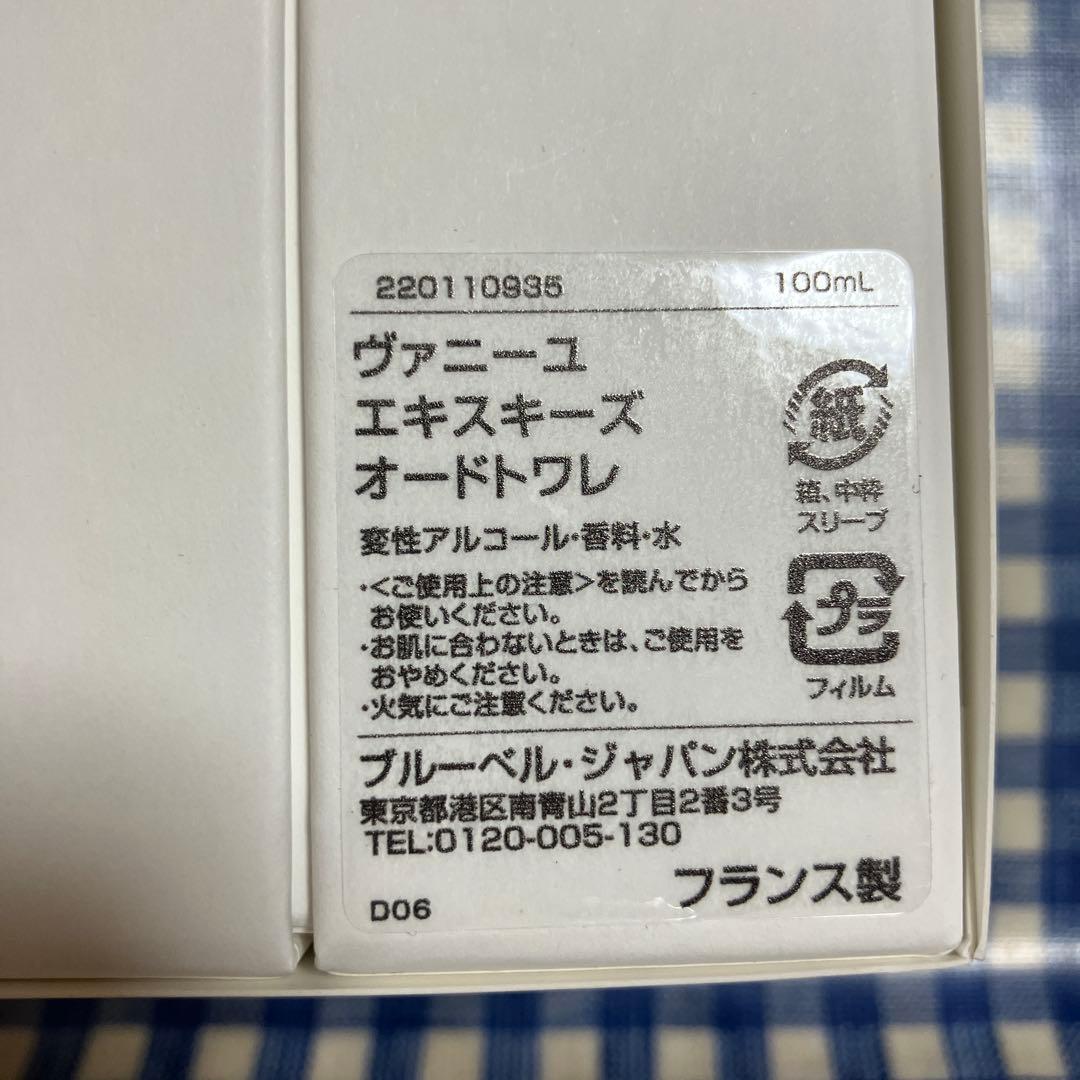 220110935 100mL
ヴァニーユ
エキスキーズ
オードトワレ
変性アルコール・香料・水
・<ご使用上の注意>を読んでから
お使いください。
・お肌に合わないときは、ご使用を
おやめください。
・火気にご注意ください。
紙
箱、中枠
スリーブ
プラ
フィルム
ブルーベル・ジャパン株式会社
東京都港区南青山2丁目2番3号
TEL:0120-005-130
フランス製
D06